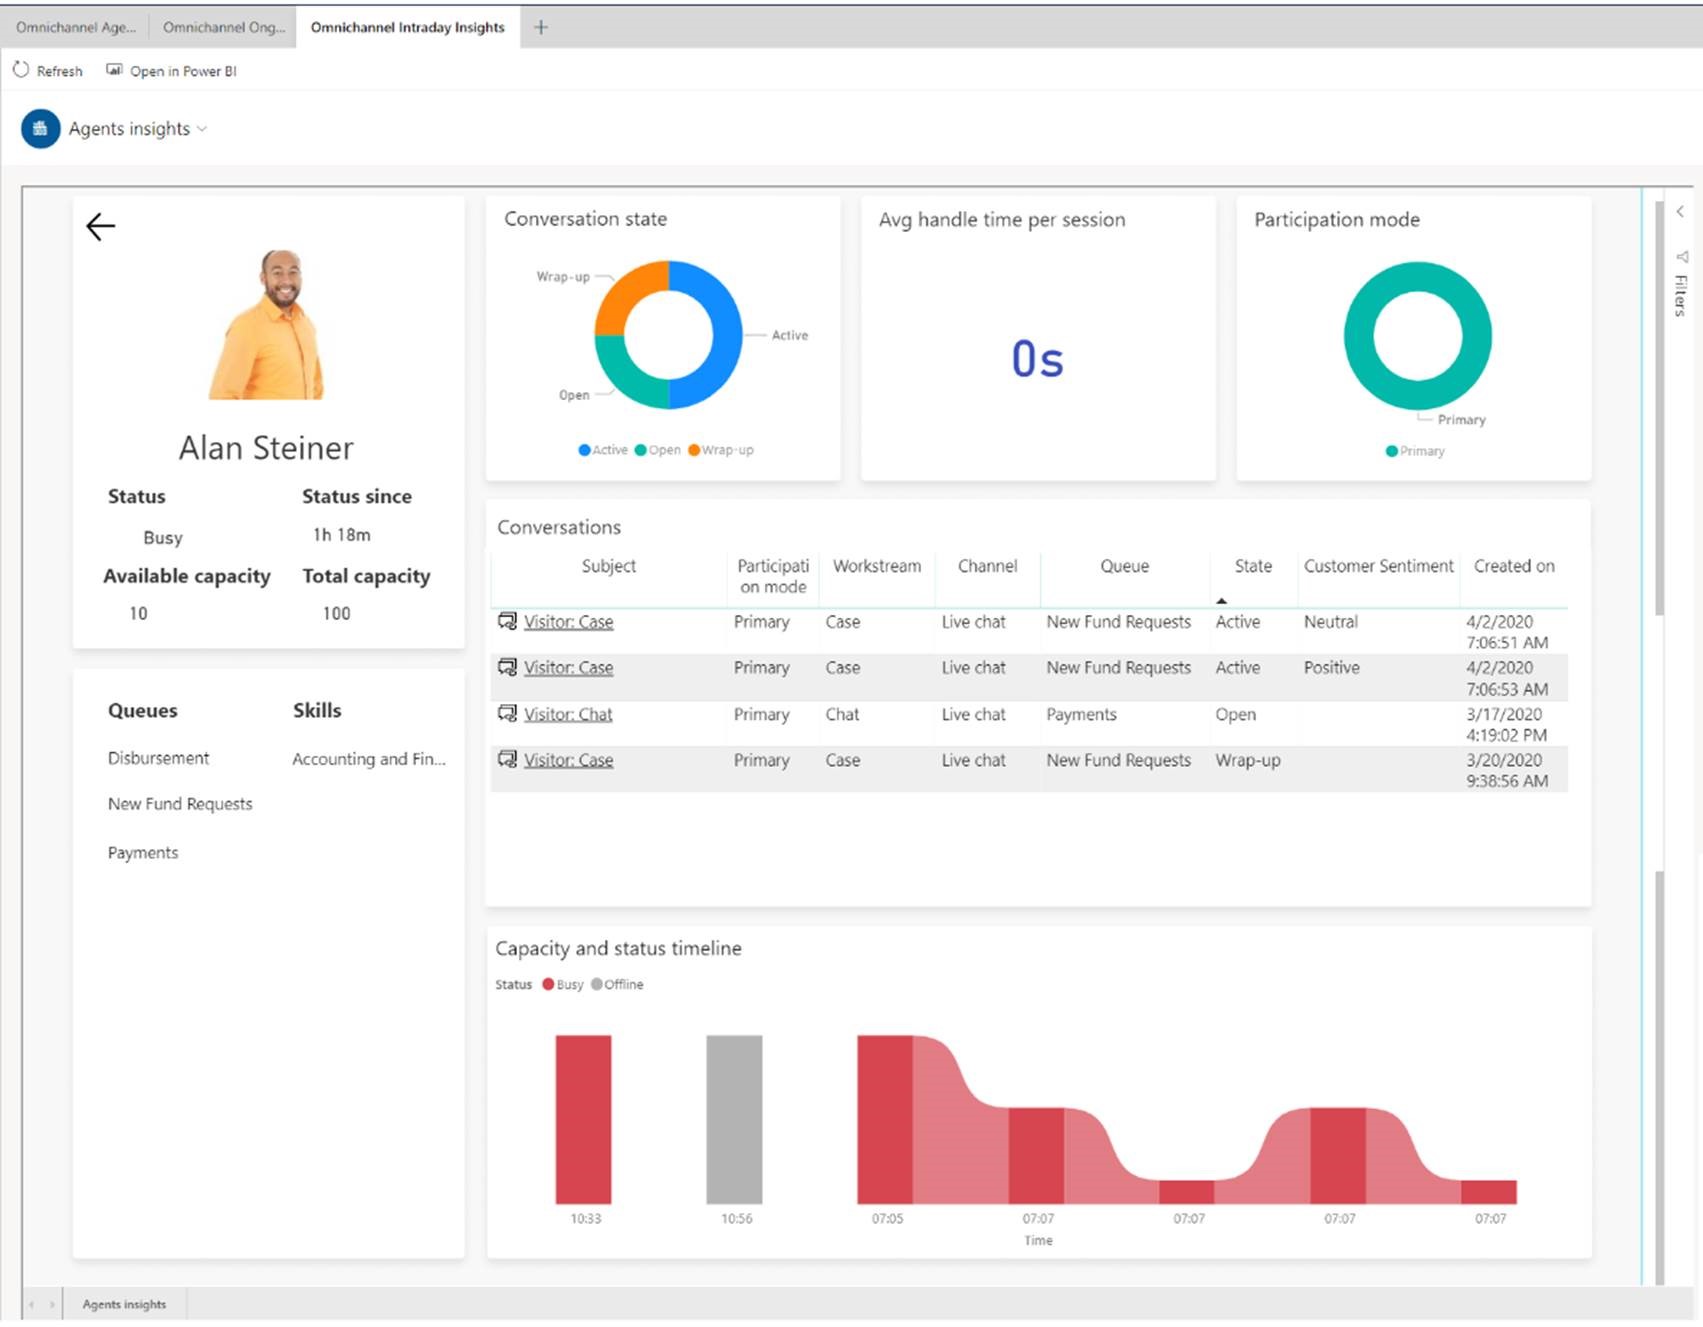 Omnichannel Age... Omnichannel Ong... Omnichannel Intraday Insights +
Refresh Open in Power BI
Agents insights
Filters
Alan Steiner
Status Status since
Busy 1h 18m
Available capacity Total capacity
10 100
Queues Skills
Disbursement Accounting and Fin...
New Fund Requests
Payments
Conversation state
Wrap-up
Active
Open
Active Open Wrap-up
Avg handle time per session
0s
Participation mode
Primary
Primary
Conversations
Subject Participati Workstream Channel Queue State Customer Sentiment Created on
on mode
Visitor: Case Primary Case Live chat New Fund Requests Active Neutral 4/2/2020
7:06:51 AM
Visitor: Case Primary Case Live chat New Fund Requests Active Positive 4/2/2020
7:06:53 AM
Visitor: Chat Primary Chat Live chat Payments Open 3/17/2020
4:19:02 PM
Visitor: Case Primary Case Live chat New Fund Requests Wrap-up 3/20/2020
9:38:56 AM
Capacity and status timeline
Status Busy Offline
10:33 10:56 07:05 07:07 07:07 07:07 07:07
Time
Agents insights